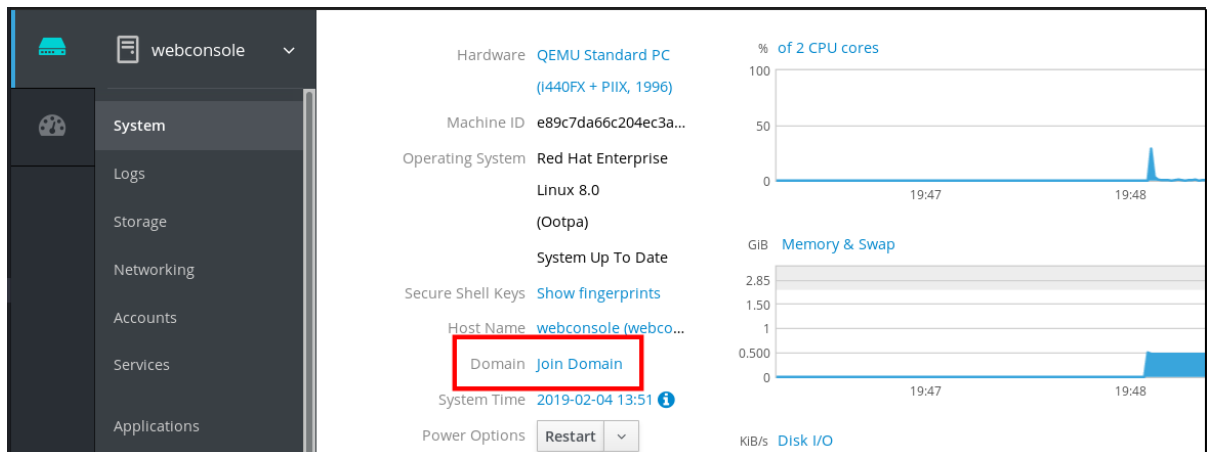 webconsole
System
Logs
Storage
Networking
Accounts
Services
Applications
Hardware QEMU Standard PC
(i440FX + PIIX, 1996)
Machine ID e89c7da66c204ec3a...
Operating System Red Hat Enterprise
Linux 8.0
(Ootpa)
System Up To Date
Secure Shell Keys Show fingerprints
Host Name webconsole (webco...
Domain Join Domain
System Time 2019-02-04 13:51
Power Options Restart
% of 2 CPU cores
100
50
0
19:47 19:48
GiB Memory & Swap
2.85
1.50
1
0.500
0
19:47 19:48
KiB/s Disk I/O